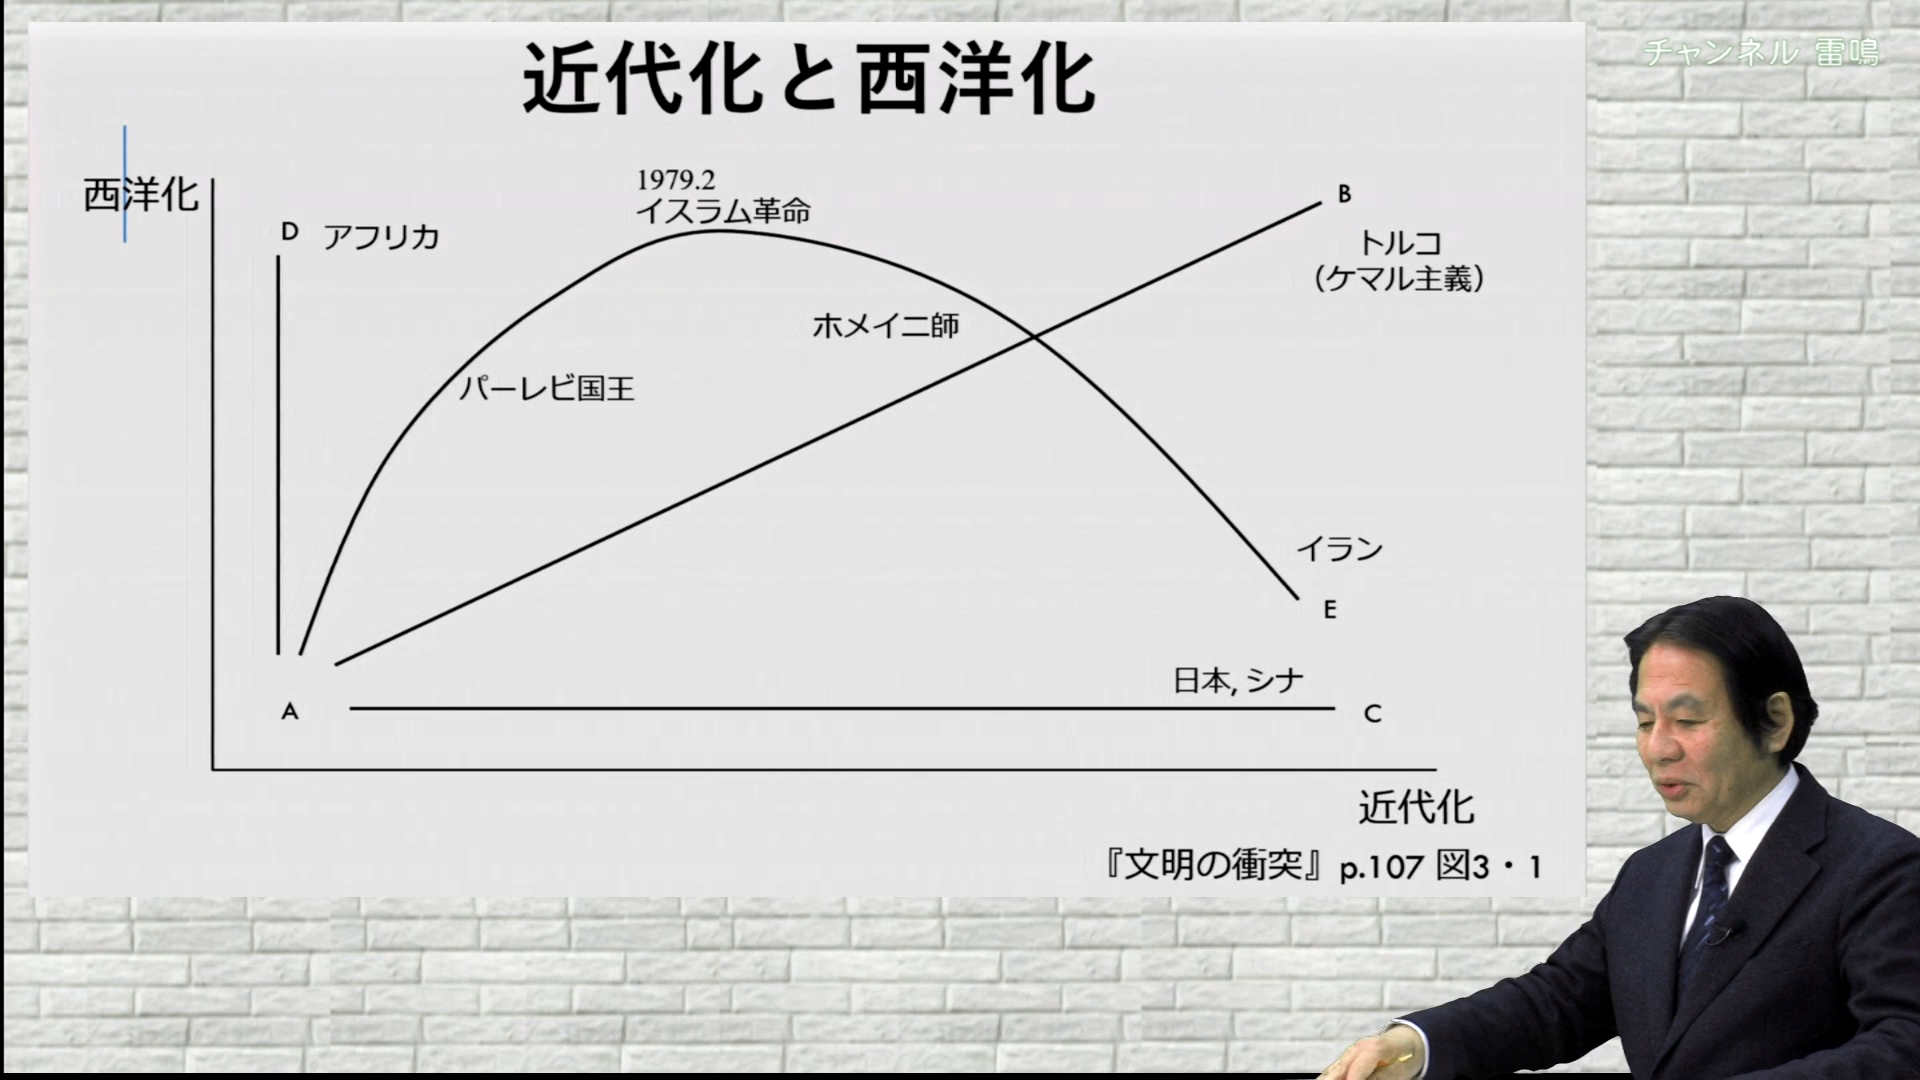 近代化と西洋化
チャンネル 雷鳴
西洋化
D アフリカ
1979.2
イスラム革命
B
トルコ
（ケマル主義）
ホメイニ師
パーレビ国王
イラン
E
日本, シナ
A
C
近代化
『文明の衝突』p.107 図3・1